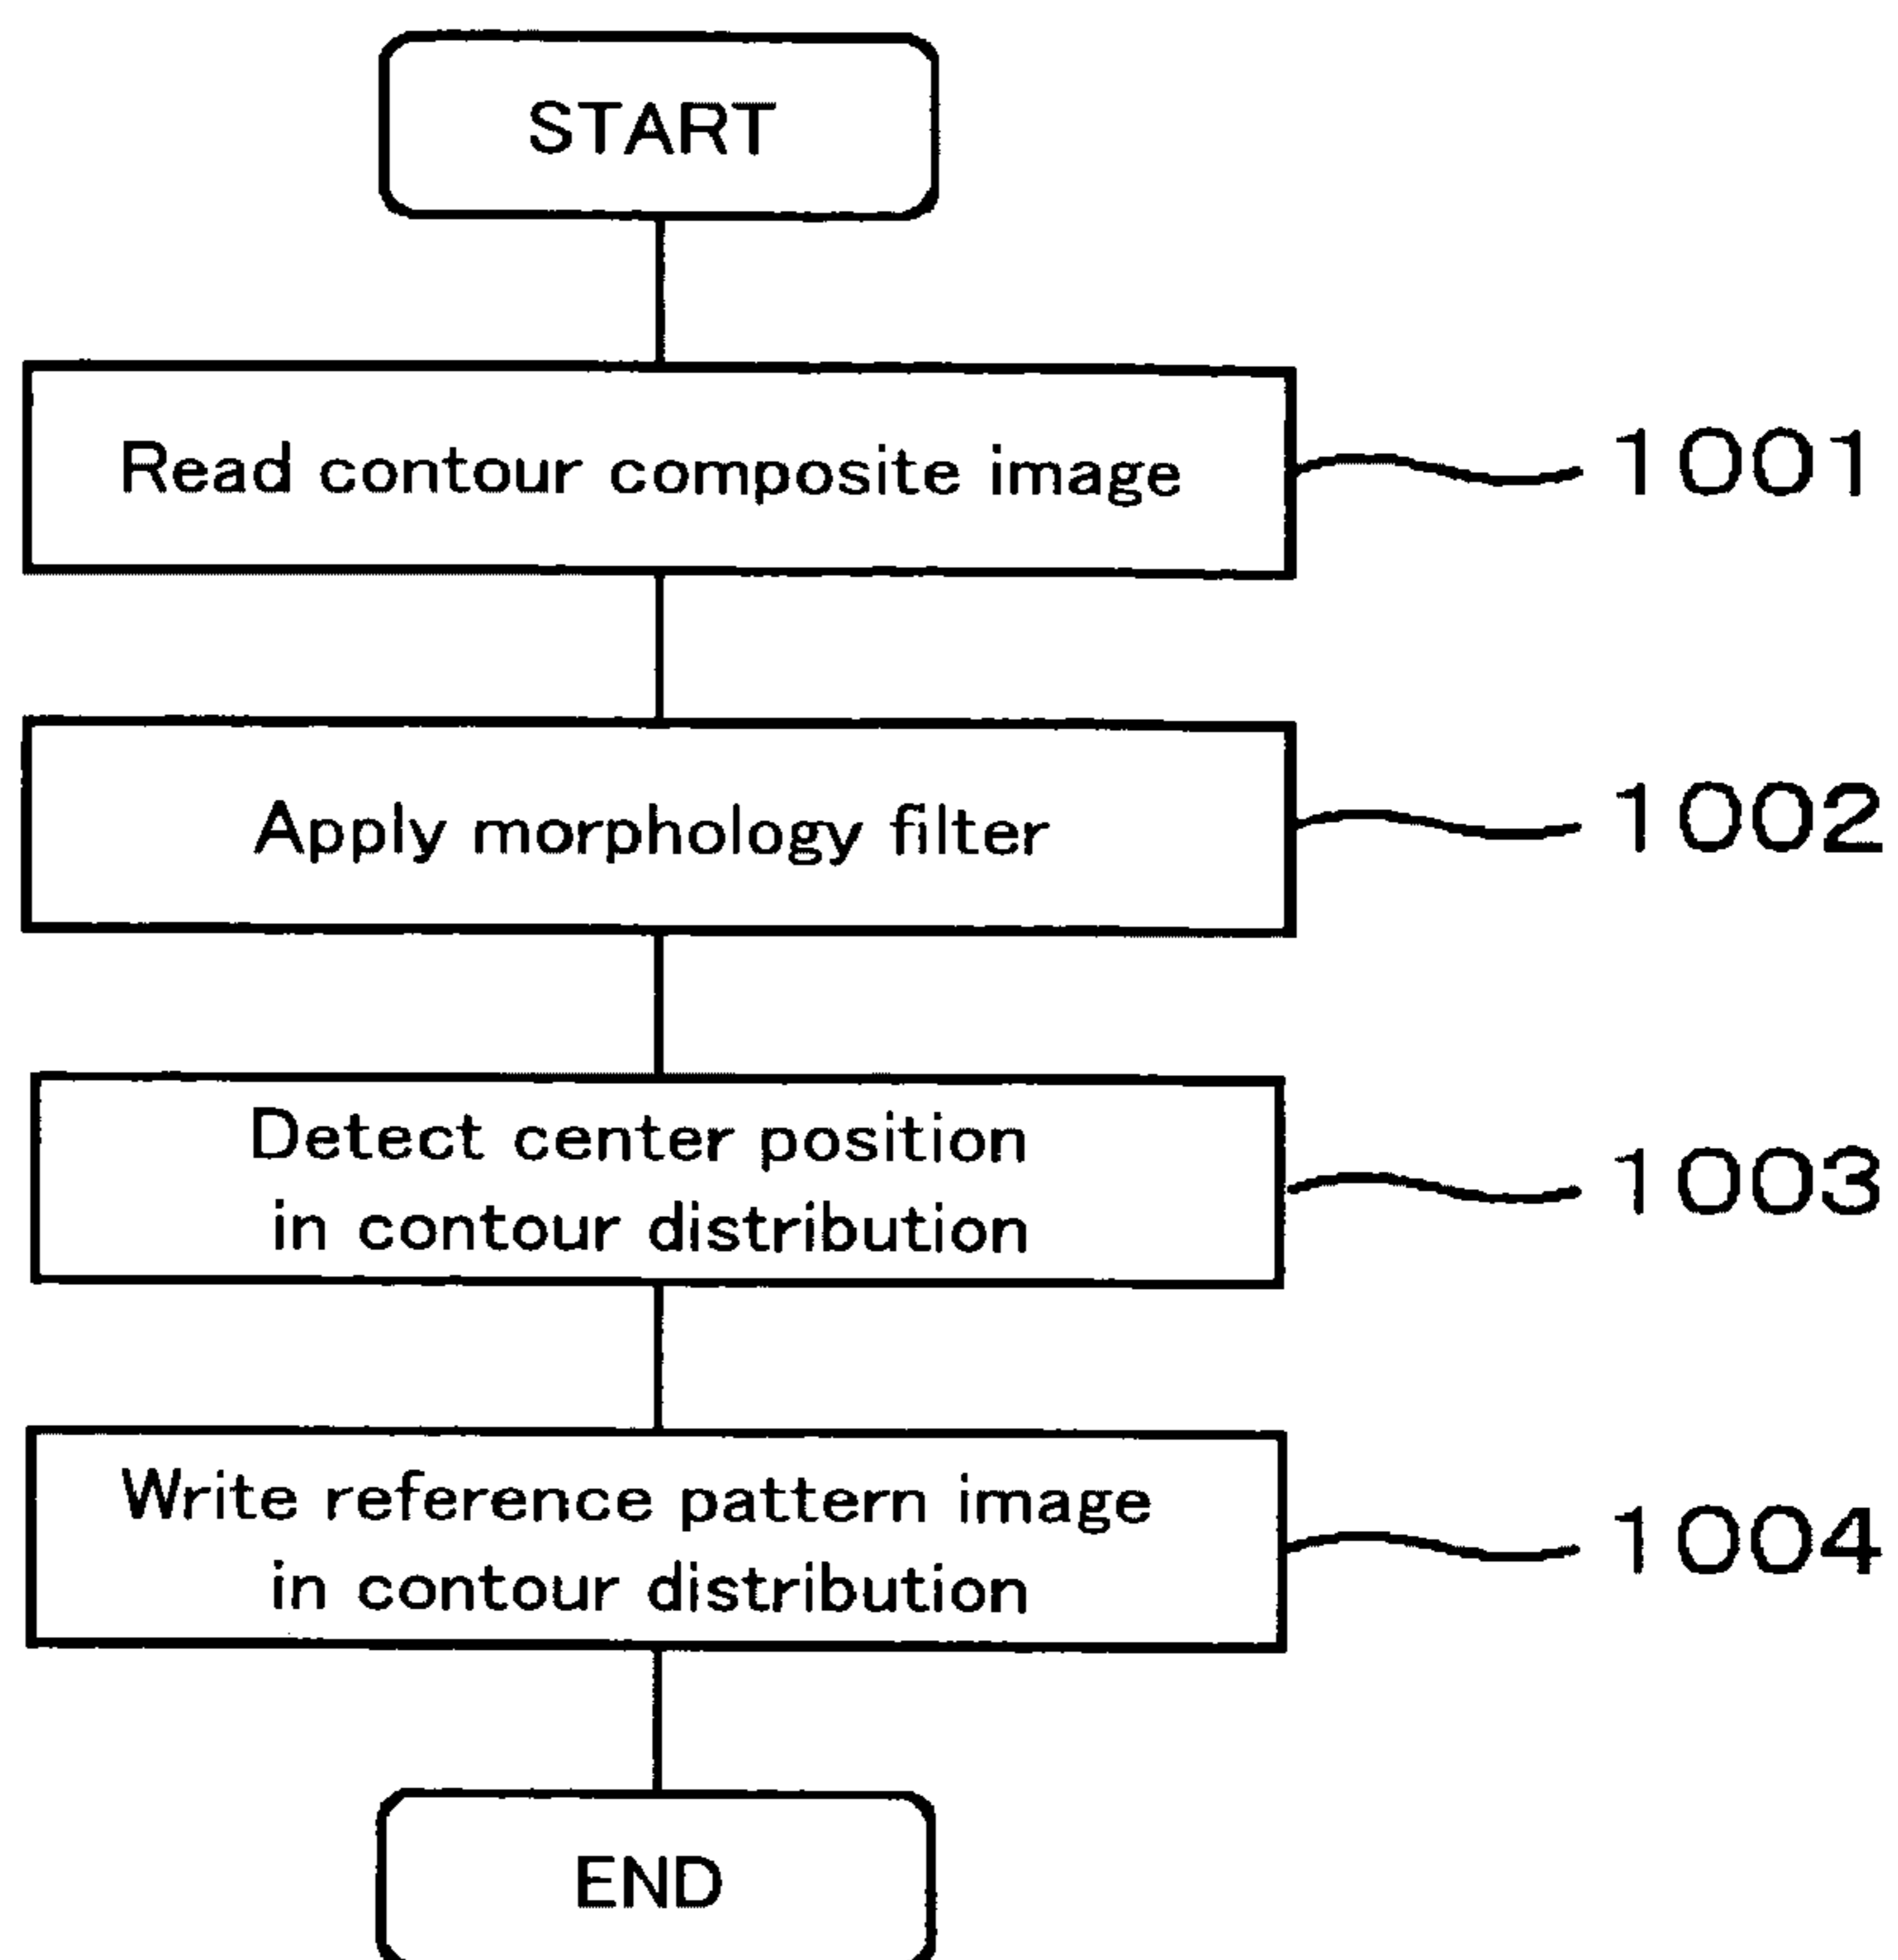 START
Read contour composite image
1001
Apply morphology filter
1002
Detect center position
in contour distribution
1003
Write reference pattern image
in contour distribution
1004
END